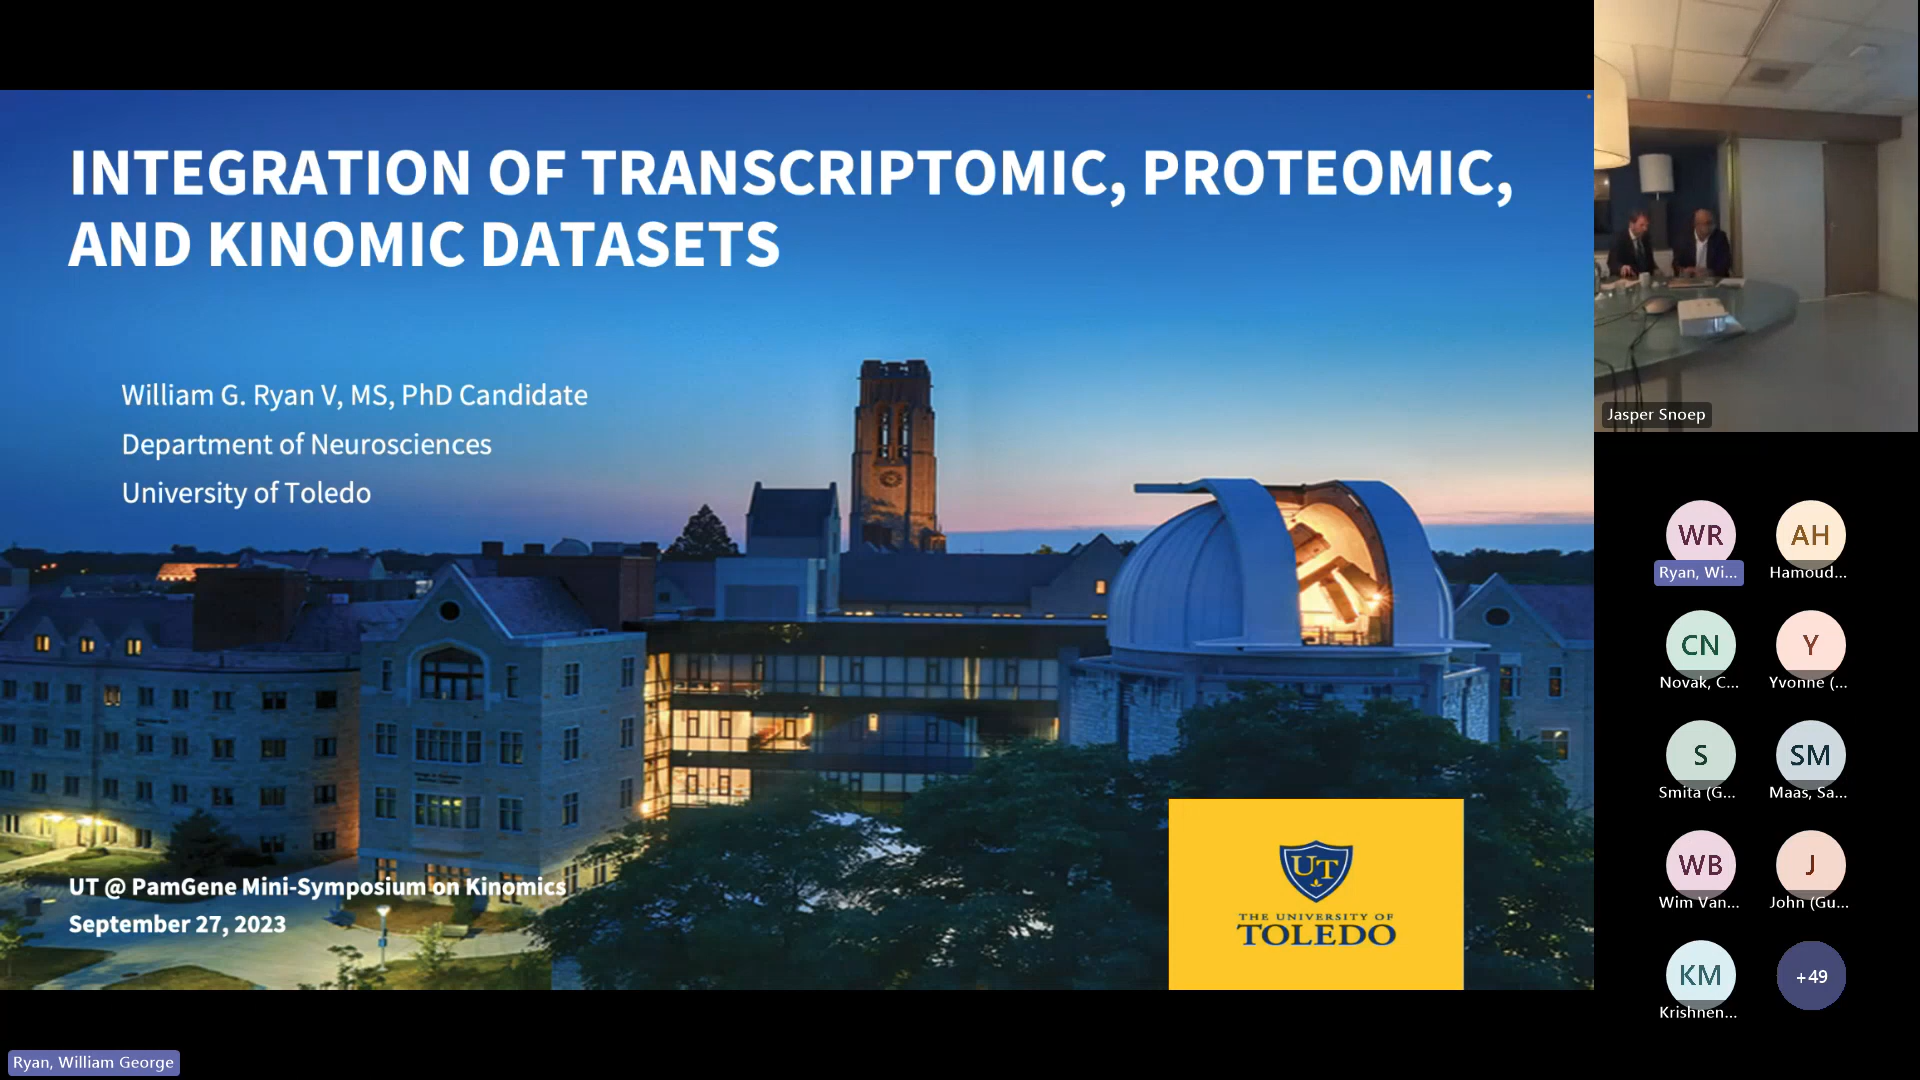 INTEGRATION OF TRANSCRIPTOMIC, PROTEOMIC,
AND KINOMIC DATASETS
William G. Ryan V, MS, PhD Candidate
Department of Neurosciences
University of Toledo
UT @ PamGene Mini-Symposium on Kinomics
September 27, 2023
UT
THE UNIVERSITY OF
TOLEDO
Ryan, William George
Jasper Snoep
WR
Ryan, Wi...
AH
Hamoud...
CN
Novak, C...
Y
Yvonne (...
S
Smita (G...
SM
Maas, Sa...
WB
Wim Van...
J
John (Gu...
KM
Krishnen...
+49